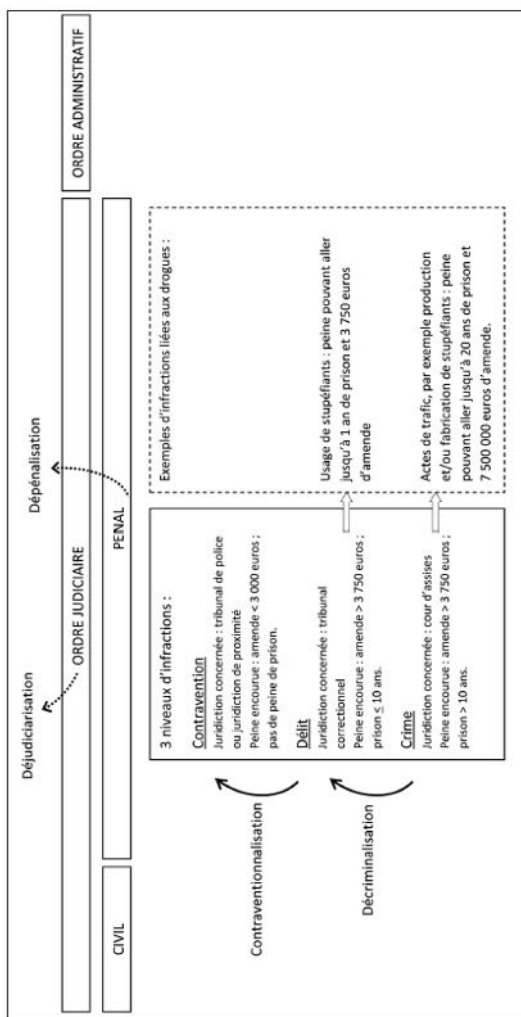 Déjudiciarisation
Dépénalisation
ORDRE JUDICIAIRE
ORDRE ADMINISTRATIF
CIVIL
PENAL
3 niveaux d'infractions :
Contravention
Juridiction concernée : tribunal de police
ou juridiction de proximité
Peine encourue : amende < 3 000 euros ;
pas de peine de prison.
Délit
Juridiction concernée : tribunal
correctionnel
Peine encourue : amende > 3 750 euros ;
prison ≤ 10 ans.
Crime
Juridiction concernée : cour d'assises
Peine encourue : amende > 3 750 euros ;
prison > 10 ans.
Contraventionnalisation
Décriminalisation
Exemples d'infractions liées aux drogues :
Usage de stupéfiants : peine pouvant aller
jusqu'à 1 an de prison et 3 750 euros
d'amende
Actes de trafic, par exemple production
et/ou fabrication de stupéfiants : peine
pouvant aller jusqu'à 20 ans de prison et
7 500 000 euros d'amende.